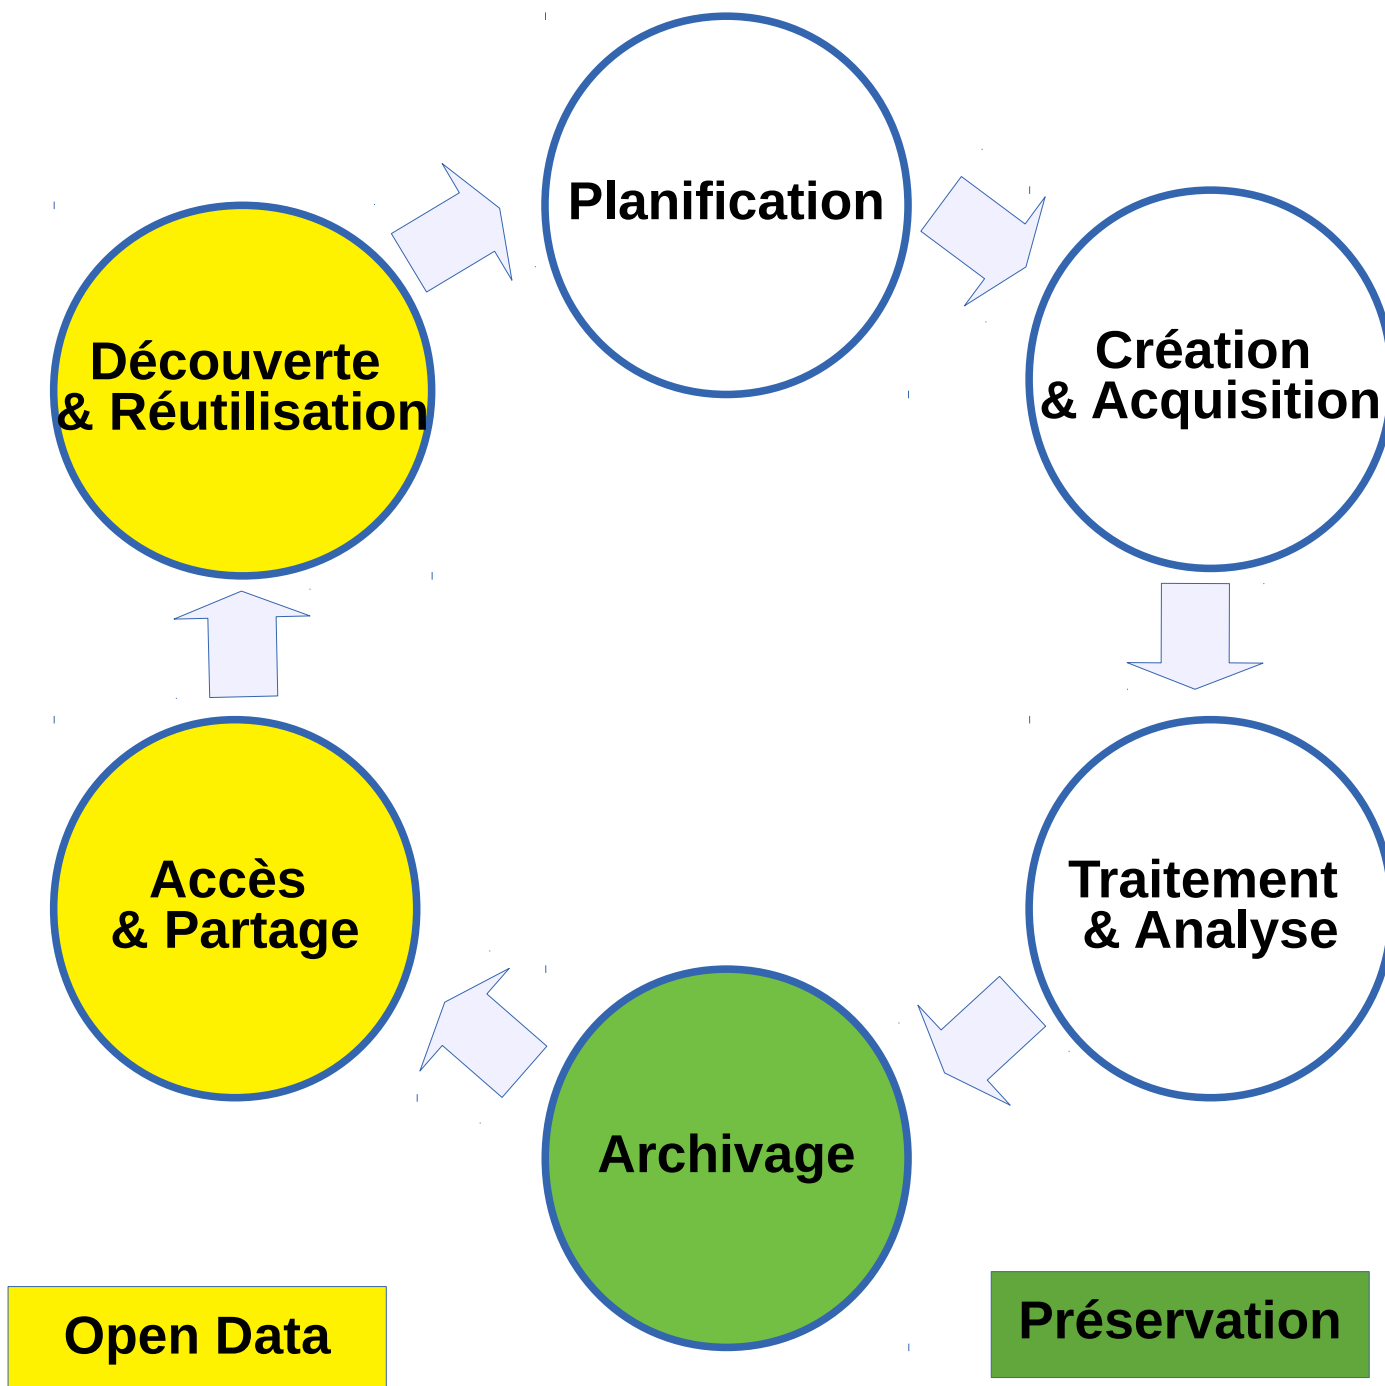 Planification
Création
& Acquisition
Découverte
& Réutilisation
Traitement
& Analyse
Accès
& Partage
Archivage
Open Data
Préservation